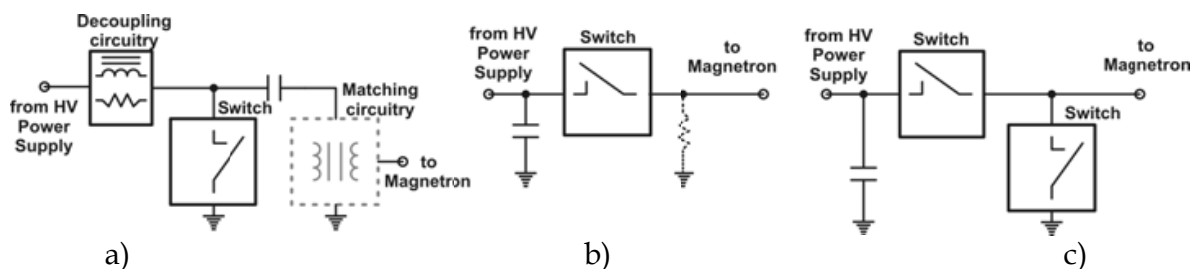 Decoupling
circuitry
from HV
Power
Supply
Switch
Matching
circuitry
to
Magnetron
a)
from HV
Power
Supply
Switch
to
Magnetron
b)
from HV
Power
Supply
Switch
to
Magnetron
Switch
c)